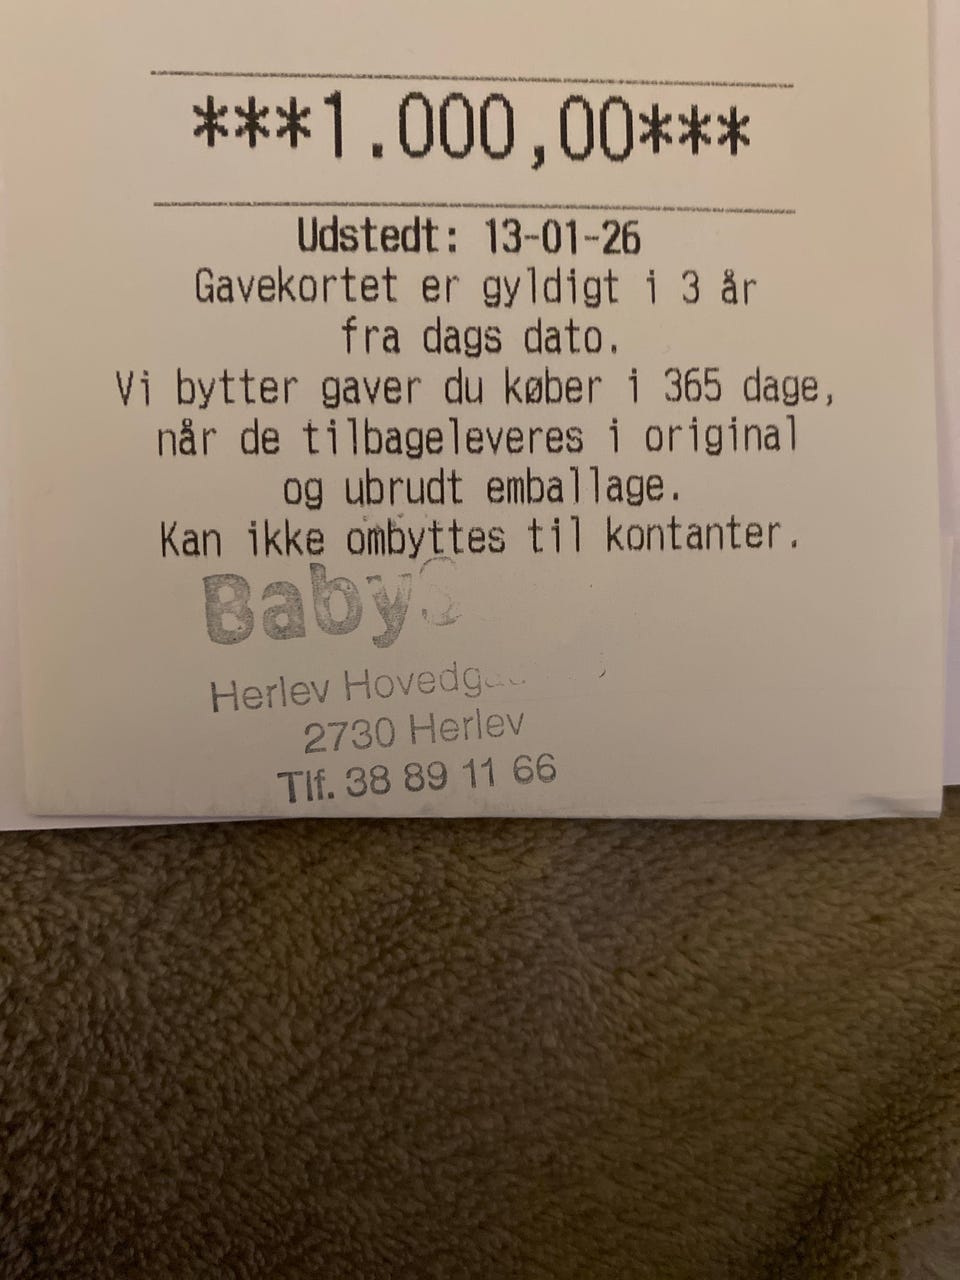 ***1.000,00***
Udstedt: 13-01-26
Gavekortet er gyldigt i 3 år
fra dags dato.
Vi bytter gaver du køber i 365 dage,
når de tilbageleveres i original
og ubrudt emballage.
Kan ikke ombyttes til kontanter.
Herlev
2730 Herlev
Tlf. 38 89 11 66